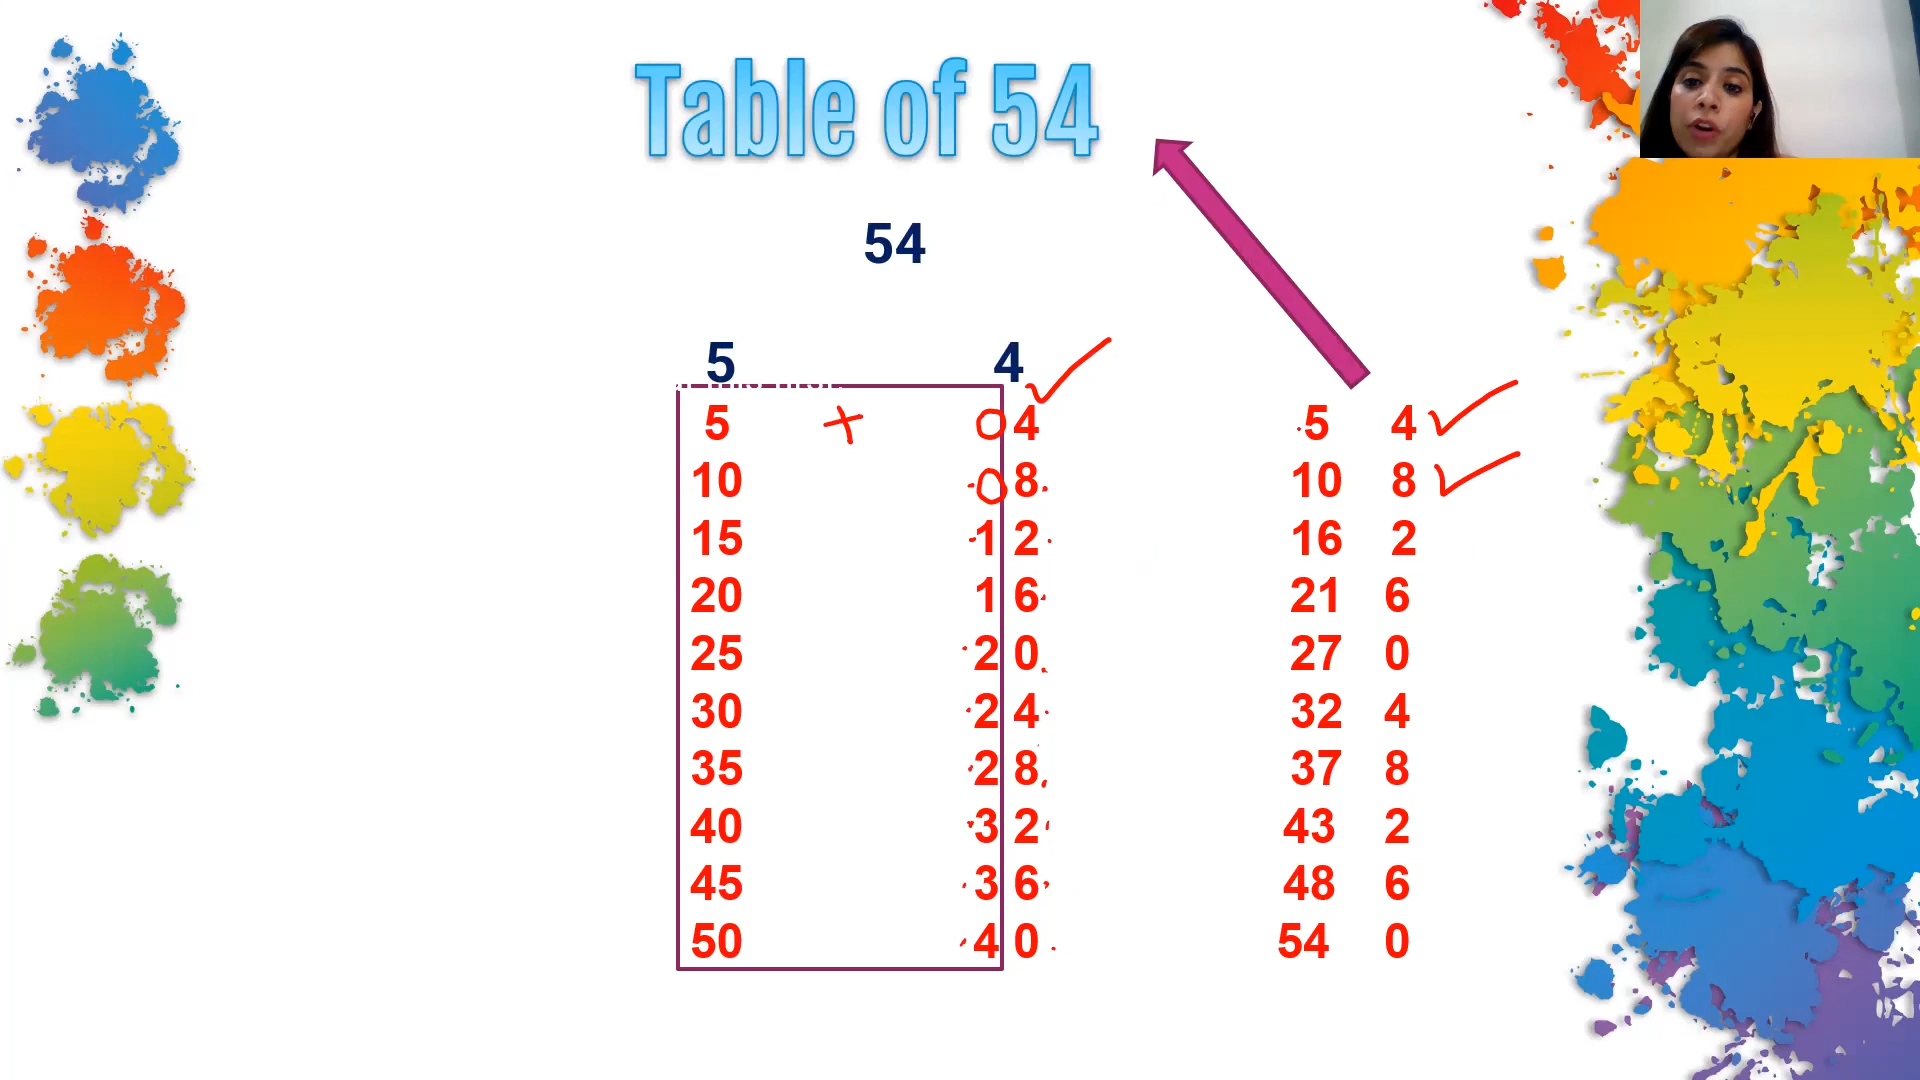 Table of 54
54
5 4
5 + 04 5 4
10 08 10 8
15 12 16 2
20 16 21 6
25 20 27 0
30 24 32 4
35 28 37 8
40 32 43 2
45 36 48 6
50 40 54 0